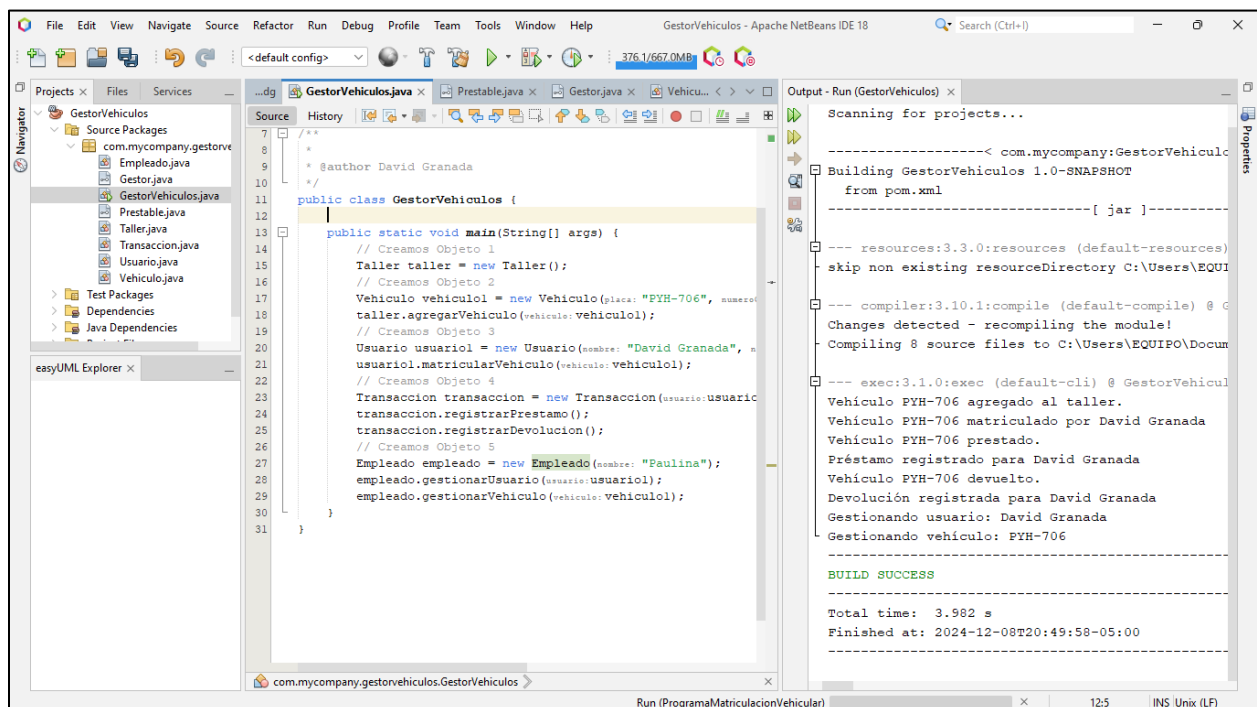 File Edit View Navigate Source Refactor Run Debug Profile Team Tools Window Help GestorVehiculos - Apache NetBeans IDE 18 Search (Ctrl+I)
<default config> 376.1/667.0MB
Projects Files Services
GestorVehiculos
Source Packages
com.mycompany.gestorve
Empleado.java
Gestor.java
GestorVehiculos.java
Prestable.java
Taller.java
Transaccion.java
Usuario.java
Vehiculo.java
Test Packages
Dependencies
Java Dependencies
easyUML Explorer
Navigator
...dg GestorVehiculos.java Prestable.java Gestor.java Vehicu...
Source History
7 /**
8 *
9 * @author David Granada
10 */
11 public class GestorVehiculos {
12
13 public static void main(String[] args) {
14 // Creamos Objeto 1
15 Taller taller = new Taller();
16 // Creamos Objeto 2
17 Vehiculo vehiculo1 = new Vehiculo(placa: "PYH-706", numero
18 taller.agregarVehiculo(vehiculo: vehiculo1);
19 // Creamos Objeto 3
20 Usuario usuario1 = new Usuario(nombre: "David Granada", n
21 usuario1.matricularVehiculo(vehiculo: vehiculo1);
22 // Creamos Objeto 4
23 Transaccion transaccion = new Transaccion(usuario:usuario
24 transaccion.registrarPrestamo();
25 transaccion.registrarDevolucion();
26 // Creamos Objeto 5
27 Empleado empleado = new Empleado(nombre: "Paulina");
28 empleado.gestionarUsuario(usuario:usuario1);
29 empleado.gestionarVehiculo(vehiculo: vehiculo1);
30 }
31 }
com.mycompany.gestorvehiculos.GestorVehiculos
Output - Run (GestorVehiculos)
Scanning for projects...
-------------------< com.mycompany:GestorVehiculo
Building GestorVehiculos 1.0-SNAPSHOT
from pom.xml
--------------------------------[ jar ]----------
--- resources:3.3.0:resources (default-resources)
skip non existing resourceDirectory C:\Users\EQUI
--- compiler:3.10.1:compile (default-compile) @ G
Changes detected - recompiling the module!
Compiling 8 source files to C:\Users\EQUIPO\Docum
--- exec:3.1.0:exec (default-cli) @ GestorVehicul
Vehículo PYH-706 agregado al taller.
Vehículo PYH-706 matriculado por David Granada
Vehículo PYH-706 prestado.
Préstamo registrado para David Granada
Vehículo PYH-706 devuelto.
Devolución registrada para David Granada
Gestionando usuario: David Granada
Gestionando vehículo: PYH-706
-------------------------------------------------
BUILD SUCCESS
-------------------------------------------------
Total time: 3.982 s
Finished at: 2024-12-08T20:49:58-05:00
-------------------------------------------------
Properties
Run (ProgramaMatriculacionVehicular) 12:5 INS Unix (LF)